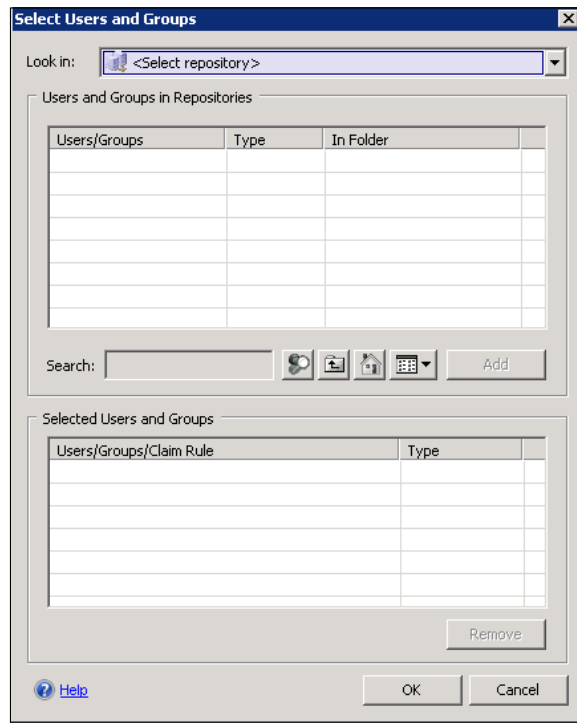 Select Users and Groups
Look in: <Select repository>
Users and Groups in Repositories
Users/Groups Type In Folder
Search: Add
Selected Users and Groups
Users/Groups/Claim Rule Type
Remove
Help OK Cancel